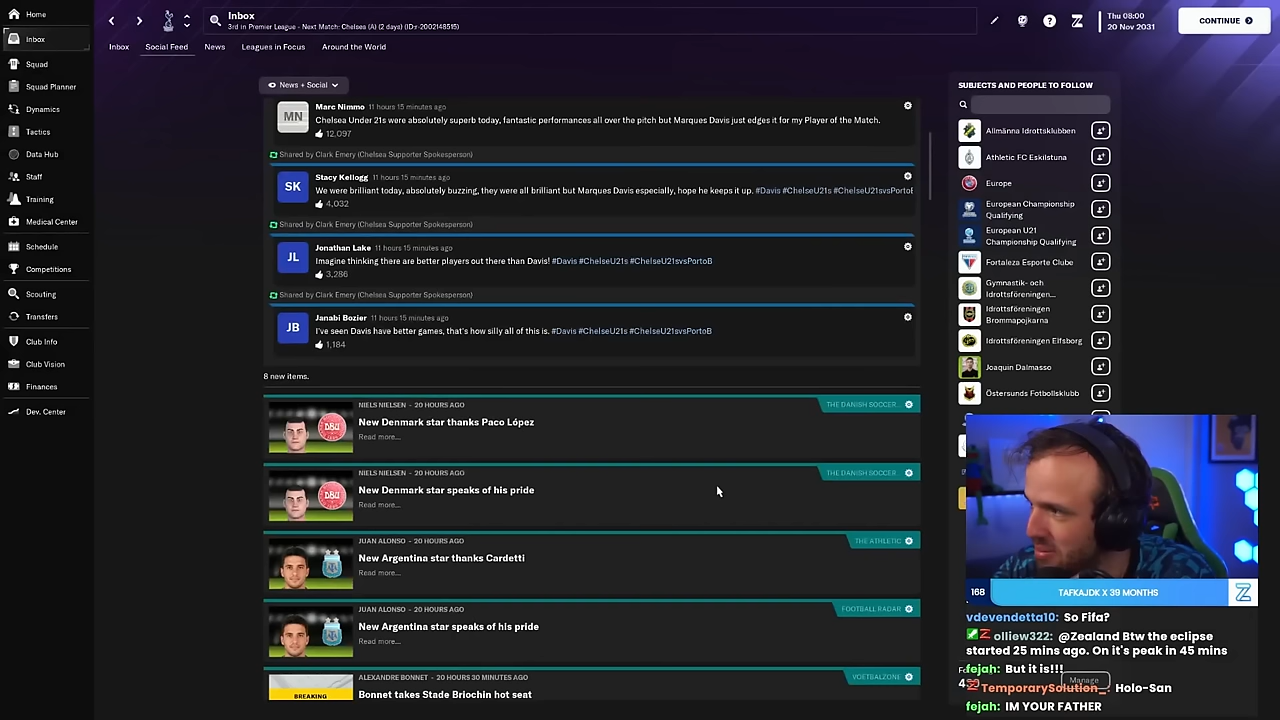 Home
Inbox
Squad
Squad Planner
Dynamics
Tactics
Data Hub
Staff
Training
Medical Center
Schedule
Competitions
Scouting
Transfers
Club Info
Club Vision
Finances
Dev. Center
Inbox
3rd in Premier League - Next Match: Chelsea (A) (2 days) (ID:r-2002148515)
Thu 08:00
20 Nov 2031
CONTINUE
Inbox
Social Feed
News
Leagues in Focus
Around the World
News + Social
MN
Marc Nimmo 11 hours 15 minutes ago
Chelsea Under 21s were absolutely superb today, fantastic performances all over the pitch but Marques Davis just edges it for my Player of the Match.
12,097
Shared by Clark Emery (Chelsea Supporter Spokesperson)
SK
Stacy Kellogg 11 hours 15 minutes ago
We were brilliant today, absolutely buzzing, they were all brilliant but Marques Davis especially, hope he keeps it up. #Davis #ChelseaU21s #ChelseaU21svsPortoB
4,032
Shared by Clark Emery (Chelsea Supporter Spokesperson)
JL
Jonathan Lake 11 hours 15 minutes ago
Imagine thinking there are better players out there than Davis! #Davis #ChelseaU21s #ChelseaU21svsPortoB
3,286
Shared by Clark Emery (Chelsea Supporter Spokesperson)
JB
Janabi Bozier 11 hours 15 minutes ago
I've seen Davis have better games, that's how silly all of this is. #Davis #ChelseaU21s #ChelseaU21svsPortoB
1,184
8 new items.
NIELS NIELSEN - 20 HOURS AGO
THE DANISH SOCCER
New Denmark star thanks Paco López
Read more...
NIELS NIELSEN - 20 HOURS AGO
THE DANISH SOCCER
New Denmark star speaks of his pride
Read more...
JUAN ALONSO - 20 HOURS AGO
THE ATHLETIC
New Argentina star thanks Cardetti
Read more...
JUAN ALONSO - 20 HOURS AGO
FOOTBALL RADAR
New Argentina star speaks of his pride
Read more...
ALEXANDRE BONNET - 20 HOURS 30 MINUTES AGO
VOETBALZONE
BREAKING
Bonnet takes Stade Briochin hot seat
SUBJECTS AND PEOPLE TO FOLLOW
Allmänna Idrottsklubben
Athletic FC Eskilstuna
Europe
European Championship
Qualifying
European U21
Championship Qualifying
Fortaleza Esporte Clube
Gymnastik- och
Idrottsföreningen...
Idrottsföreningen
Brommapojkarna
Idrottsföreningen Elfsborg
Joaquin Dalmasso
Östersunds Fotbollsklubb
168
TAFKAJDK X 39 MONTHS
vdevendetta10: So Fifa?
olliew322: @Zealand Btw the eclipse
started 25 mins ago. On it's peak in 45 mins
fejah: But it is!!!
Manage
TemporarySolution_: Holo-San
fejah: IM YOUR FATHER